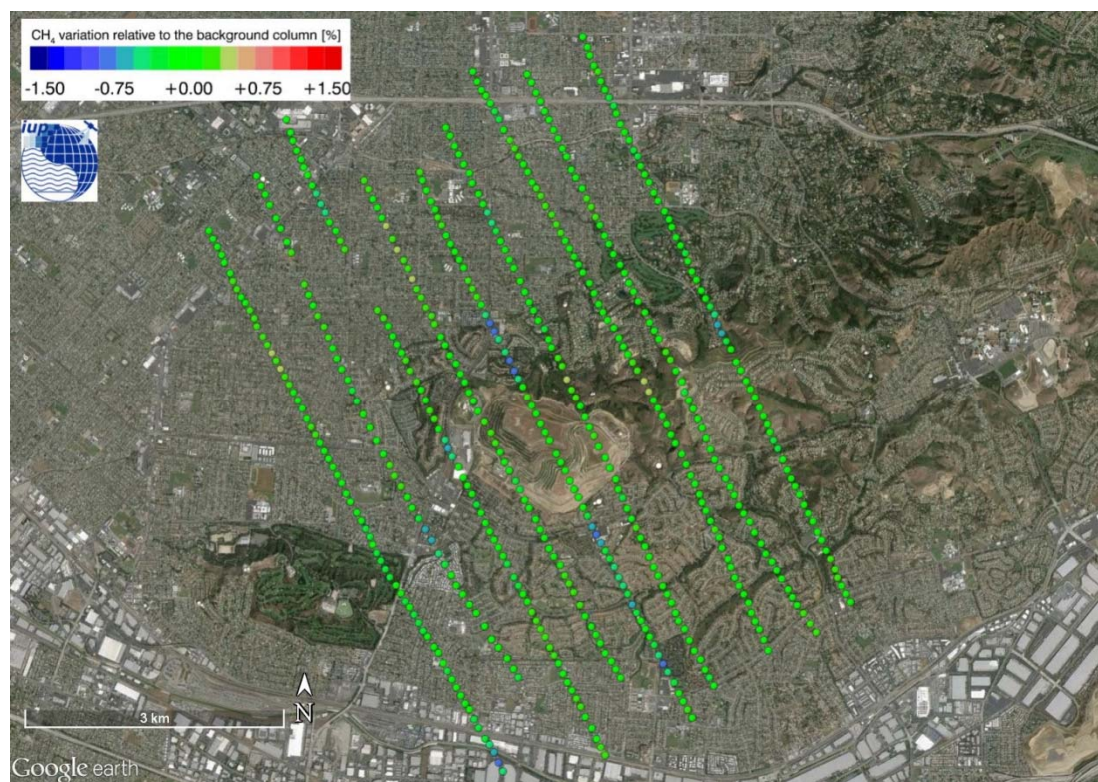 CH₄ variation relative to the background column [%]
-1.50 -0.75 +0.00 +0.75 +1.50
iup
3 km
N
Google earth